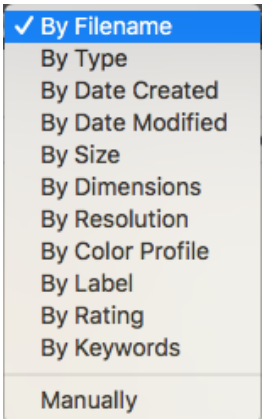 ✓ By Filename
By Type
By Date Created
By Date Modified
By Size
By Dimensions
By Resolution
By Color Profile
By Label
By Rating
By Keywords
Manually